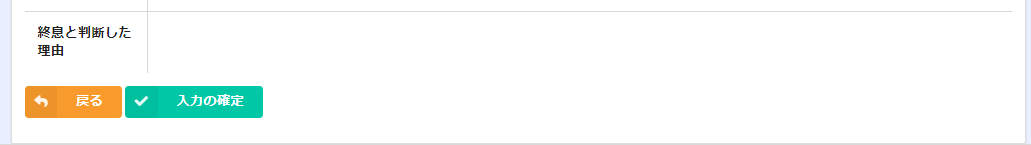 終息と判断した
理由
戻る
入力の確定